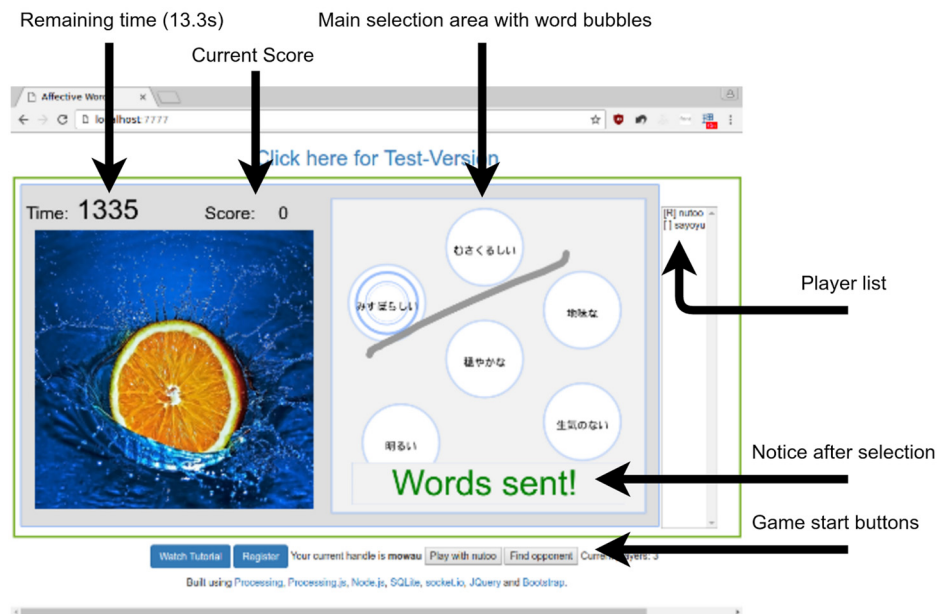 Remaining time (13.3s)
Main selection area with word bubbles
Current Score
Affective Word
localhost:7777
Click here for Test-Version
Time: 1335
Score: 0
[R] nutoo
[ ] sayoyu
むさくるしい
みすぼらしい
地味な
穏やかな
生気のない
明るい
Words sent!
Player list
Notice after selection
Game start buttons
Watch Tutorial Register Your current handle is mowau Play with nutoo Find opponent Current players: 3
Built using Processing, Processing.js, Node.js, SQLite, socket.io, JQuery and Bootstrap.